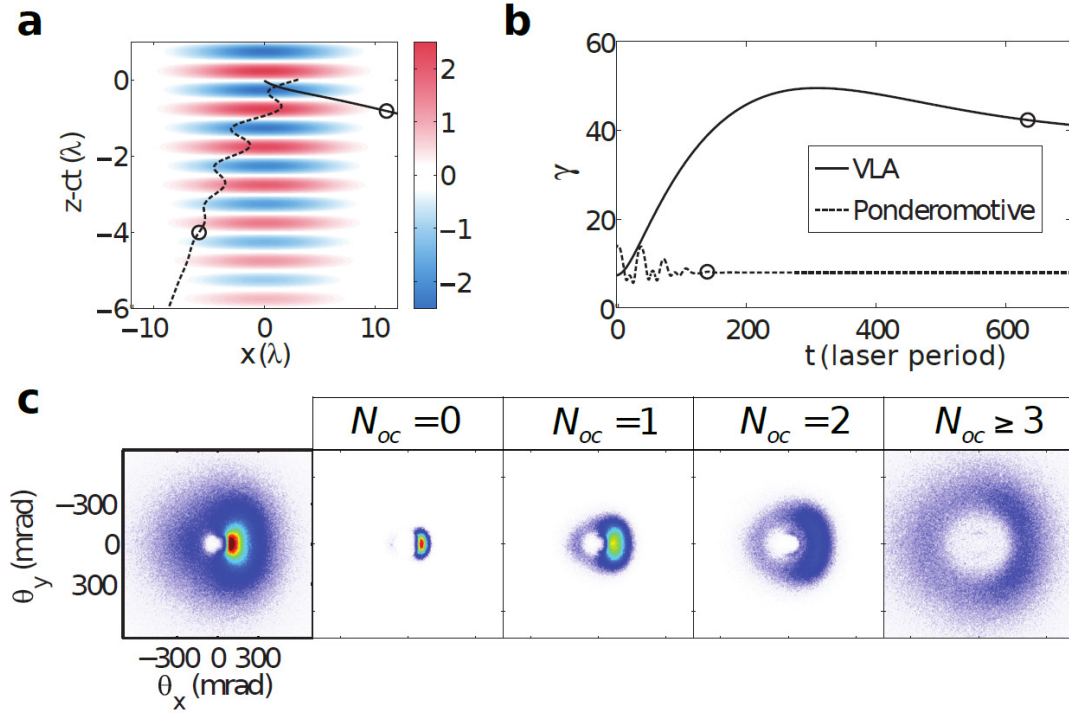 a
z-ct (λ)
0
−2
−4
−6
−10
0
10
x (λ)
2
1
0
−1
−2
b
γ
60
40
20
0
0
200
400
600
t (laser period)
VLA
Ponderomotive
c
N_oc =0
N_oc =1
N_oc =2
N_oc ≥ 3
θ_y (mrad)
−300
0
300
−300 0 300
θ_x (mrad)